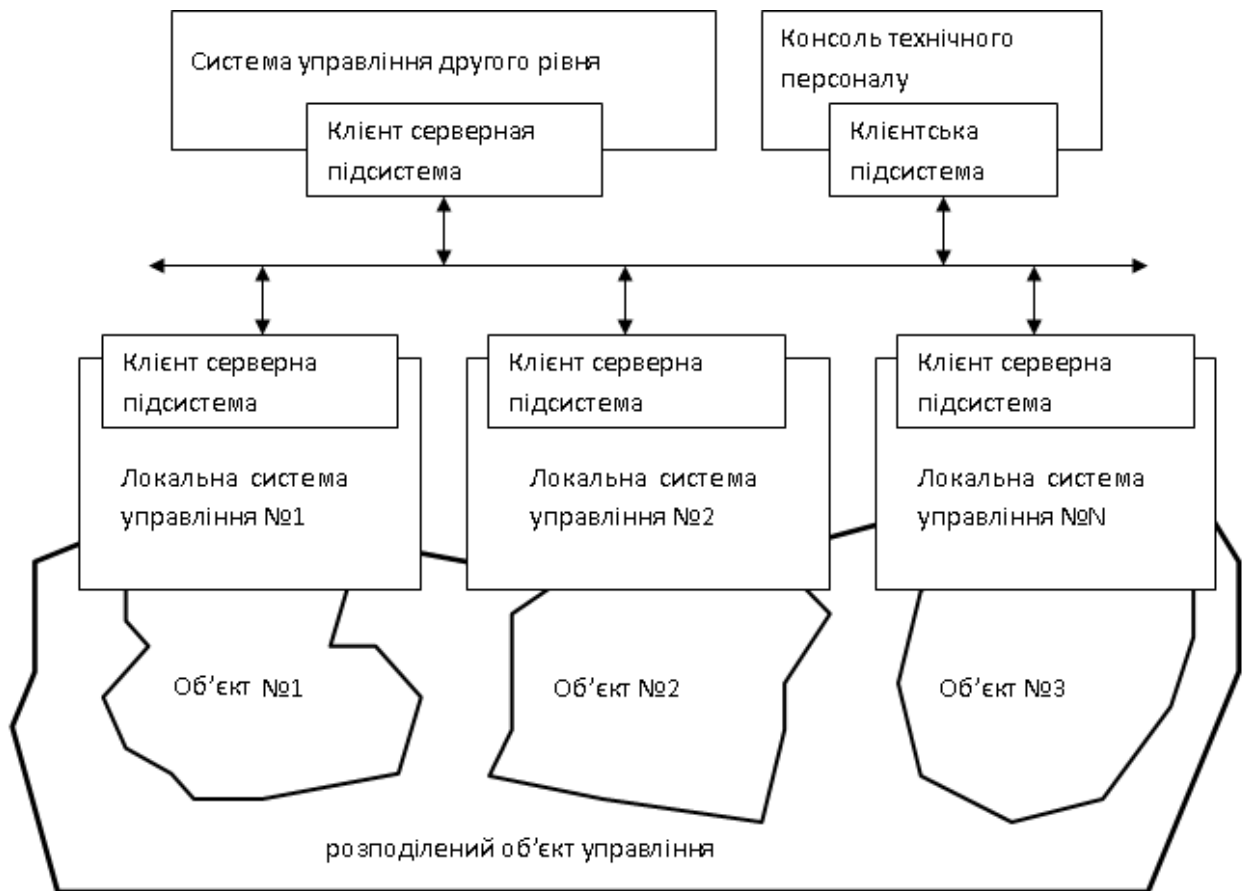 Система управління другого рівня
Клієнт серверная
підсистема
Консоль технічного
персоналу
Клієнтська
підсистема
Клієнт серверна
підсистема
Локальна система
управління №1
Клієнт серверна
підсистема
Локальна система
управління №2
Клієнт серверна
підсистема
Локальна система
управління №N
Об’єкт №1
Об’єкт №2
Об’єкт №3
розподілений об’єкт управління